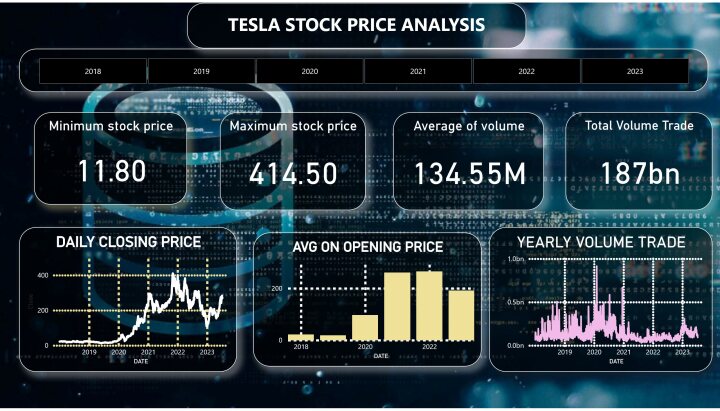 TESLA STOCK PRICE ANALYSIS
2018 2019 2020 2021 2022 2023
Minimum stock price
11.80
Maximum stock price
414.50
Average of volume
134.55M
Total Volume Trade
187bn
DAILY CLOSING PRICE
400
200
0
2019 2020 2021 2022 2023
DATE
AVG ON OPENING PRICE
200
0
2018 2020 2022
DATE
YEARLY VOLUME TRADE
1.0bn
0.5bn
0.0bn
2019 2020 2021 2022 2023
DATE